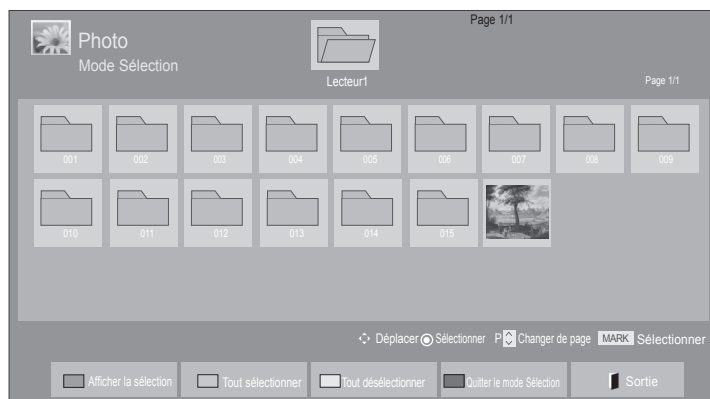 Page 1/1
Photo
Mode Sélection
Lecteur1
Page 1/1
001 002 003 004 005 006 007 008 009
010 011 012 013 014 015
Déplacer Sélectionner P Changer de page MARK Sélectionner
Afficher la sélection Tout sélectionner Tout désélectionner Quitter le mode Sélection Sortie